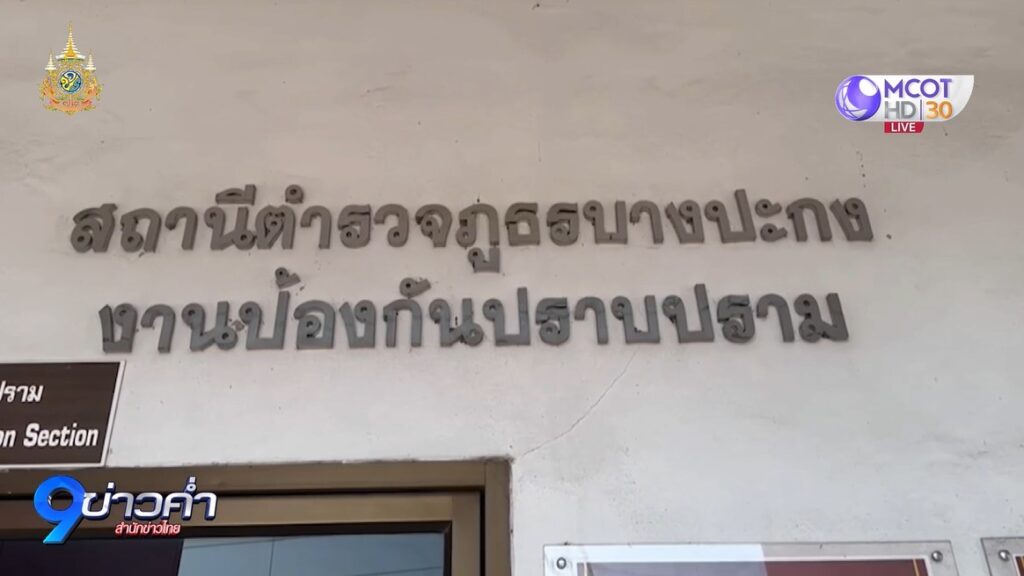 MCOT
HD 30
LIVE
สถานีตำรวจภูธรบางปะกง
งานป้องกันปราบปราม
ปราม
on Section
9 ข่าวค่ำ
สำนักข่าวไทย